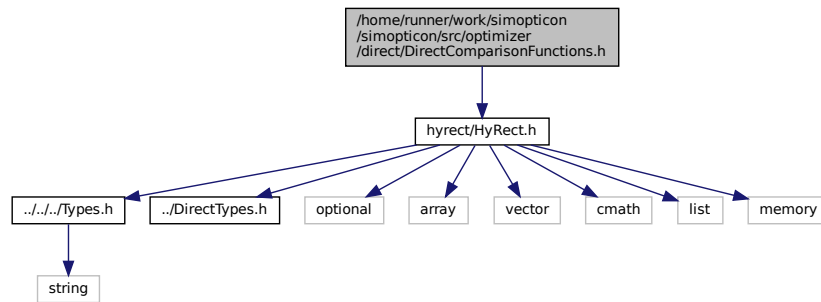 /home/runner/work/simopticon
/simopticon/src/optimizer
/direct/DirectComparisonFunctions.h
hyrect/HyRect.h
../../../Types.h
../DirectTypes.h
optional
array
vector
cmath
list
memory
string